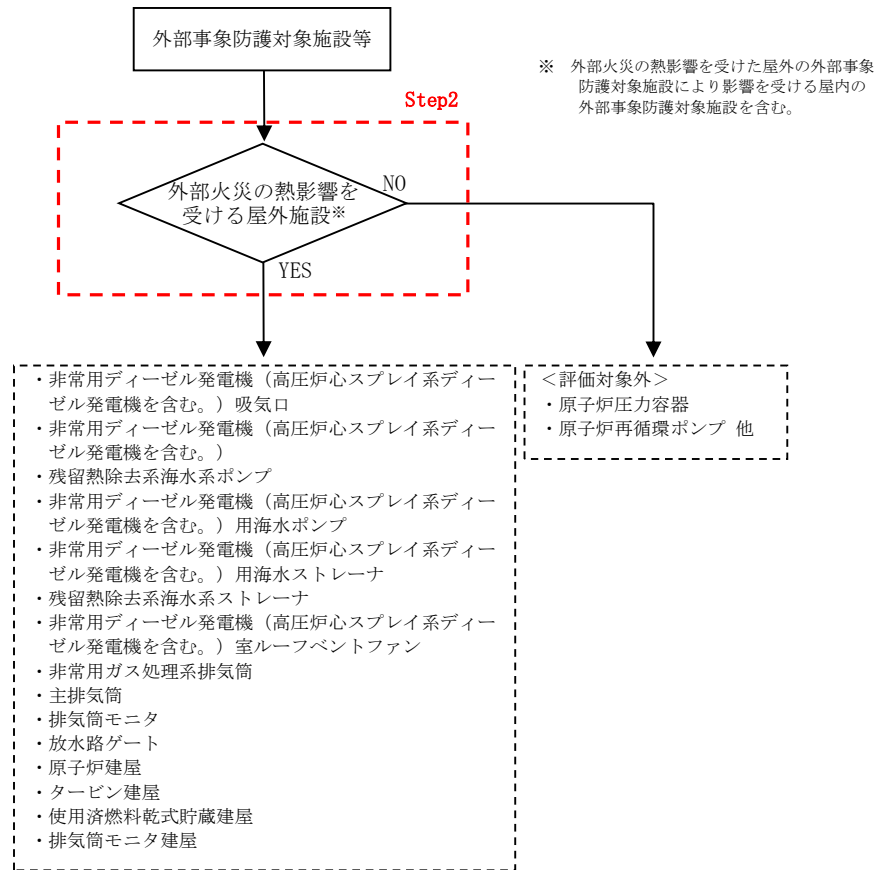 外部事象防護対象施設等
※ 外部火災の熱影響を受けた屋外の外部事象
防護対象施設により影響を受ける屋内の
外部事象防護対象施設を含む。
Step2
外部火災の熱影響を
受ける屋外施設※
NO
YES
・非常用ディーゼル発電機（高圧炉心スプレイ系ディー
ゼル発電機を含む。）吸気口
・非常用ディーゼル発電機（高圧炉心スプレイ系ディー
ゼル発電機を含む。）
・残留熱除去系海水系ポンプ
・非常用ディーゼル発電機（高圧炉心スプレイ系ディー
ゼル発電機を含む。）用海水ポンプ
・非常用ディーゼル発電機（高圧炉心スプレイ系ディー
ゼル発電機を含む。）用海水ストレーナ
・残留熱除去系海水系ストレーナ
・非常用ディーゼル発電機（高圧炉心スプレイ系ディー
ゼル発電機を含む。）室ルーフベントファン
・非常用ガス処理系排気筒
・主排気筒
・排気筒モニタ
・放水路ゲート
・原子炉建屋
・タービン建屋
・使用済燃料乾式貯蔵建屋
・排気筒モニタ建屋
＜評価対象外＞
・原子炉圧力容器
・原子炉再循環ポンプ 他